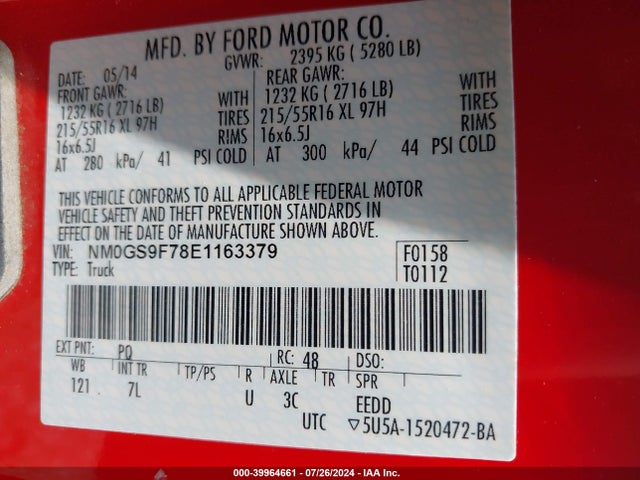 MFD. BY FORD MOTOR CO.
DATE: 05/14 GVWR: 2395 KG ( 5280 LB)
FRONT GAWR: REAR GAWR:
1232 KG ( 2716 LB) WITH 1232 KG ( 2716 LB) WITH
215/55R16 XL 97H TIRES 215/55R16 XL 97H TIRES
16x6.5J RIMS 16x6.5J RIMS
AT 280 kPa/ 41 PSI COLD AT 300 kPa/ 44 PSI COLD
THIS VEHICLE CONFORMS TO ALL APPLICABLE FEDERAL MOTOR
VEHICLE SAFETY AND THEFT PREVENTION STANDARDS IN
EFFECT ON THE DATE OF MANUFACTURE SHOWN ABOVE.
VIN: NM0GS9F78E1163379 F0158
TYPE: Truck T0112
EXT PNT: PQ RC: 48 DSO:
WB INT TR TP/PS R AXLE TR SPR
121 7L U 3C EEDD
UTC ▽5U5A-1520472-BA
000-39964661 / 07/26/2024 - IAA Inc.